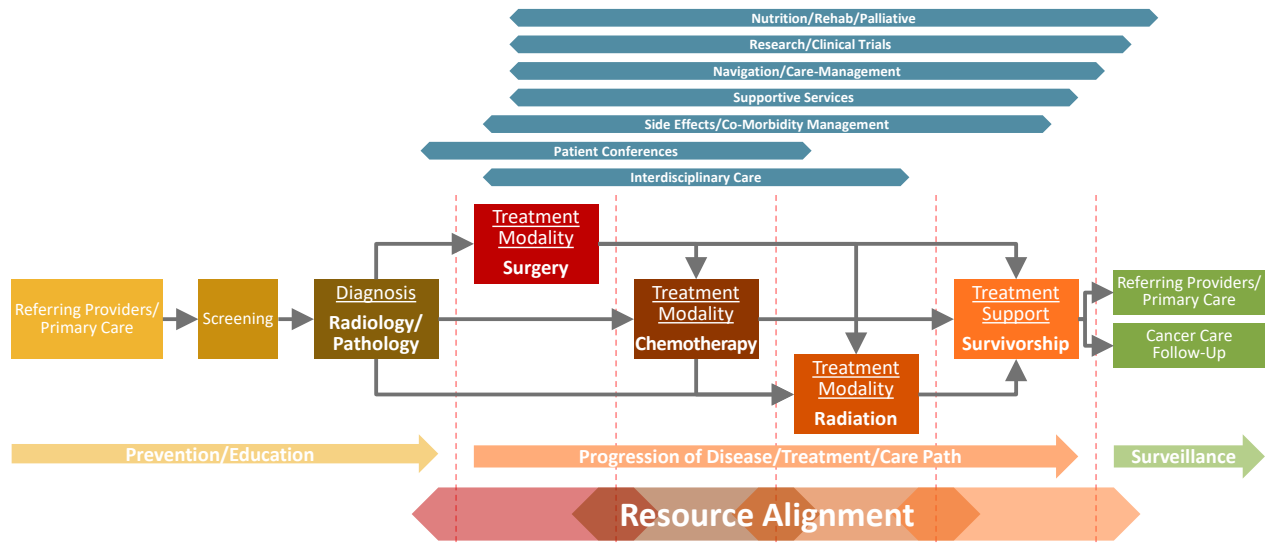 Nutrition/Rehab/Palliative
Research/Clinical Trials
Navigation/Care-Management
Supportive Services
Side Effects/Co-Morbidity Management
Patient Conferences
Interdisciplinary Care
Treatment
Modality
Surgery
Referring Providers/
Primary Care
Screening
Diagnosis
Radiology/
Pathology
Treatment
Modality
Chemotherapy
Treatment
Modality
Radiation
Treatment
Support
Survivorship
Referring Providers/
Primary Care
Cancer Care
Follow-Up
Prevention/Education
Progression of Disease/Treatment/Care Path
Surveillance
Resource Alignment